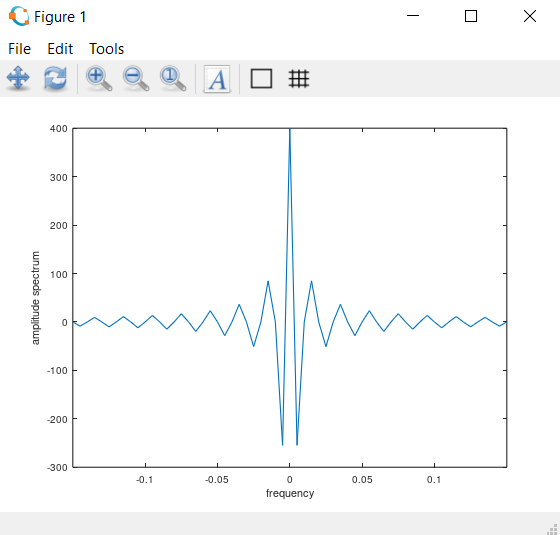 Figure 1
File Edit Tools
1 A
400
300
200
100
0
-100
-200
-300
amplitude spectrum
-0.1 -0.05 0 0.05 0.1
frequency